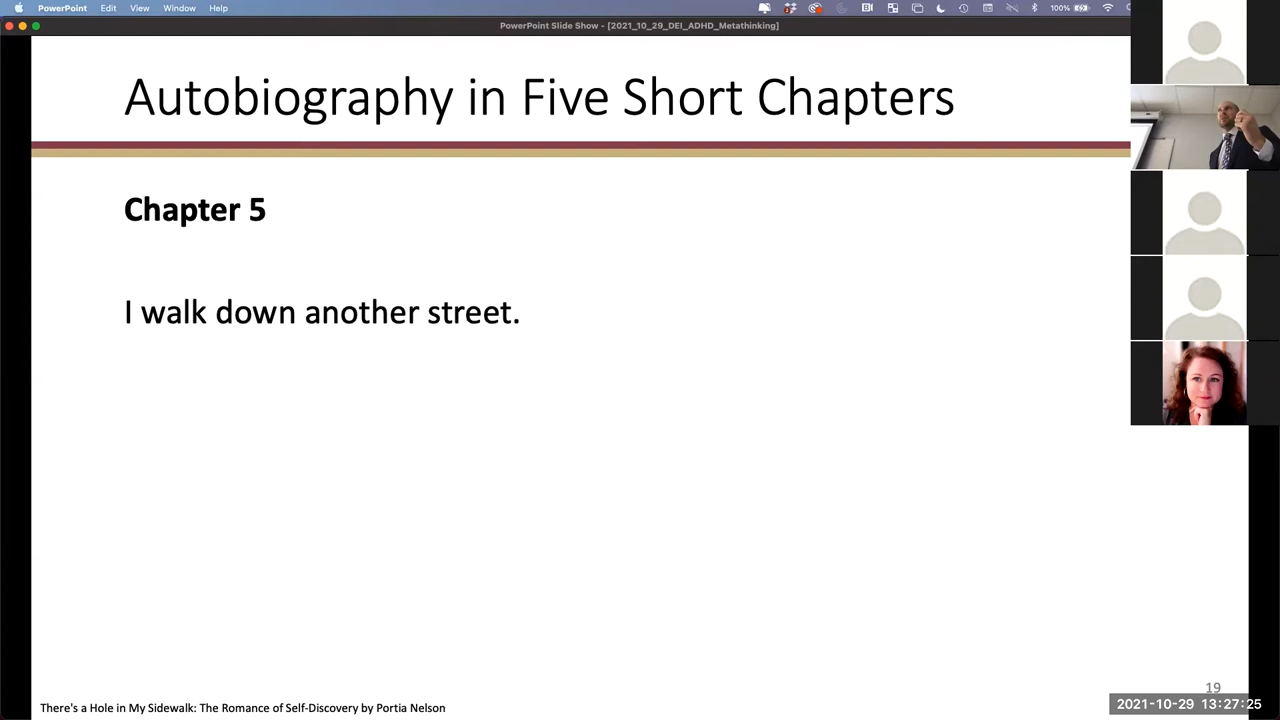 PowerPoint Edit View Window Help 100%
PowerPoint Slide Show - [2021_10_29_DEI_ADHD_Metathinking]
Autobiography in Five Short Chapters
Chapter 5
I walk down another street.
19
2021-10-29 13:27:25
There's a Hole in My Sidewalk: The Romance of Self-Discovery by Portia Nelson